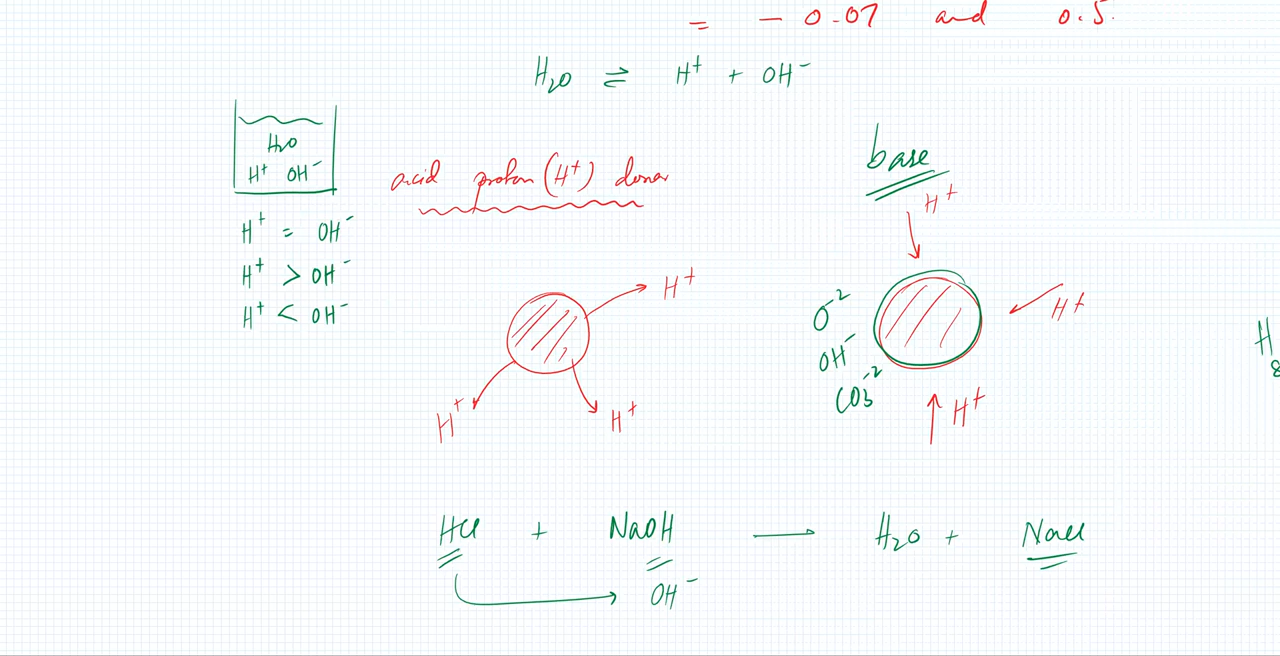 = - 0.07 and 0.5.
H₂O ⇌ H⁺ + OH⁻
H₂O
H⁺ OH⁻
acid proton (H⁺) donor
base
H⁺ = OH⁻
H⁺ > OH⁻
H⁺ < OH⁻
H⁺
H⁺
H⁺
H⁺
H⁺
H⁺
O⁻²
OH⁻
CO₃⁻²
H
8
HCl + NaOH → H₂O + NaCl
OH⁻